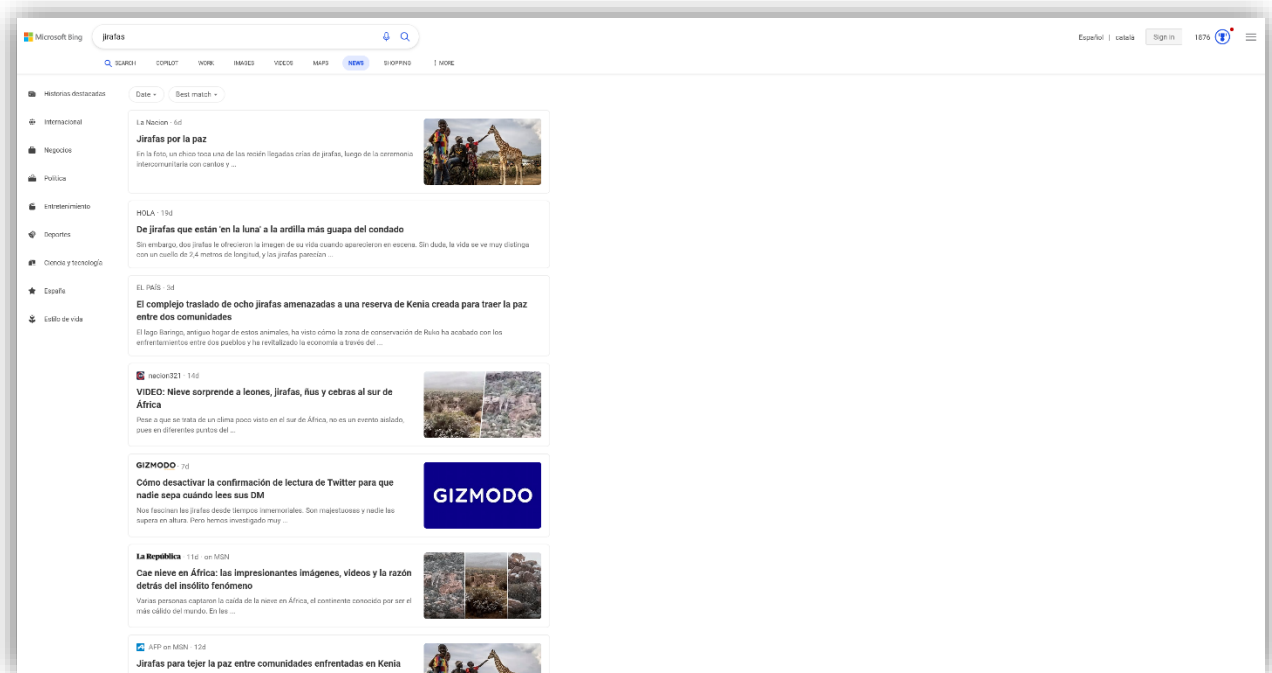 Microsoft Bing
jirafas
Español | català
Sign in
1876
SEARCH COPILOT WORK IMAGES VIDEOS MAPS NEWS SHOPPING MORE
Historias destacadas
Internacional
Negocios
Política
Entretenimiento
Deportes
Ciencia y tecnología
España
Estilo de vida
Date
Best match
La Nacion · 6d
Jirafas por la paz
En la foto, un chico toca una de las recién llegadas crías de jirafas, luego de la ceremonia
intercomunitaria con cantos y ...
HOLA · 19d
De jirafas que están 'en la luna' a la ardilla más guapa del condado
Sin embargo, dos jirafas le ofrecieron la imagen de su vida cuando aparecieron en escena. Sin duda, la vida se ve muy distinga
con un cuello de 2,4 metros de longitud, y las jirafas parecían ...
EL PAÍS · 3d
El complejo traslado de ocho jirafas amenazadas a una reserva de Kenia creada para traer la paz
entre dos comunidades
El lago Baringo, antiguo hogar de estos animales, ha visto cómo la zona de conservación de Ruko ha acabado con los
enfrentamientos entre dos pueblos y ha revitalizado la economía a través del ...
nacion321 · 14d
VIDEO: Nieve sorprende a leones, jirafas, ñus y cebras al sur de
África
Pese a que se trata de un clima poco visto en el sur de África, no es un evento aislado,
pues en diferentes puntos del ...
GIZMODO · 7d
Cómo desactivar la confirmación de lectura de Twitter para que
nadie sepa cuándo lees sus DM
Nos fascinan las jirafas desde tiempos inmemoriales. Son majestuosas y nadie las
supera en altura. Pero hemos investigado muy ...
GIZMODO
La República · 11d · on MSN
Cae nieve en África: las impresionantes imágenes, videos y la razón
detrás del insólito fenómeno
Varias personas captaron la caída de la nieve en África, el continente conocido por ser el
más cálido del mundo. En las ...
AFP on MSN · 12d
Jirafas para tejer la paz entre comunidades enfrentadas en Kenia